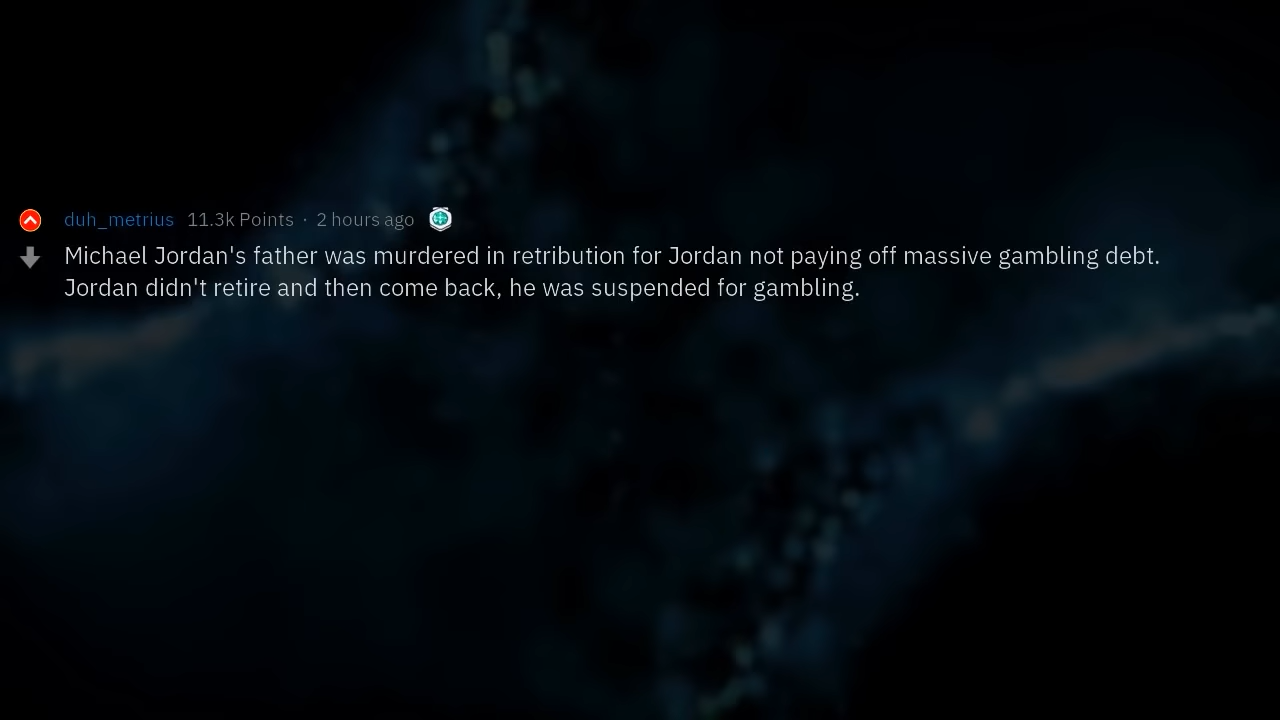 duh_metrius 11.3k Points · 2 hours ago
Michael Jordan's father was murdered in retribution for Jordan not paying off massive gambling debt.
Jordan didn't retire and then come back, he was suspended for gambling.